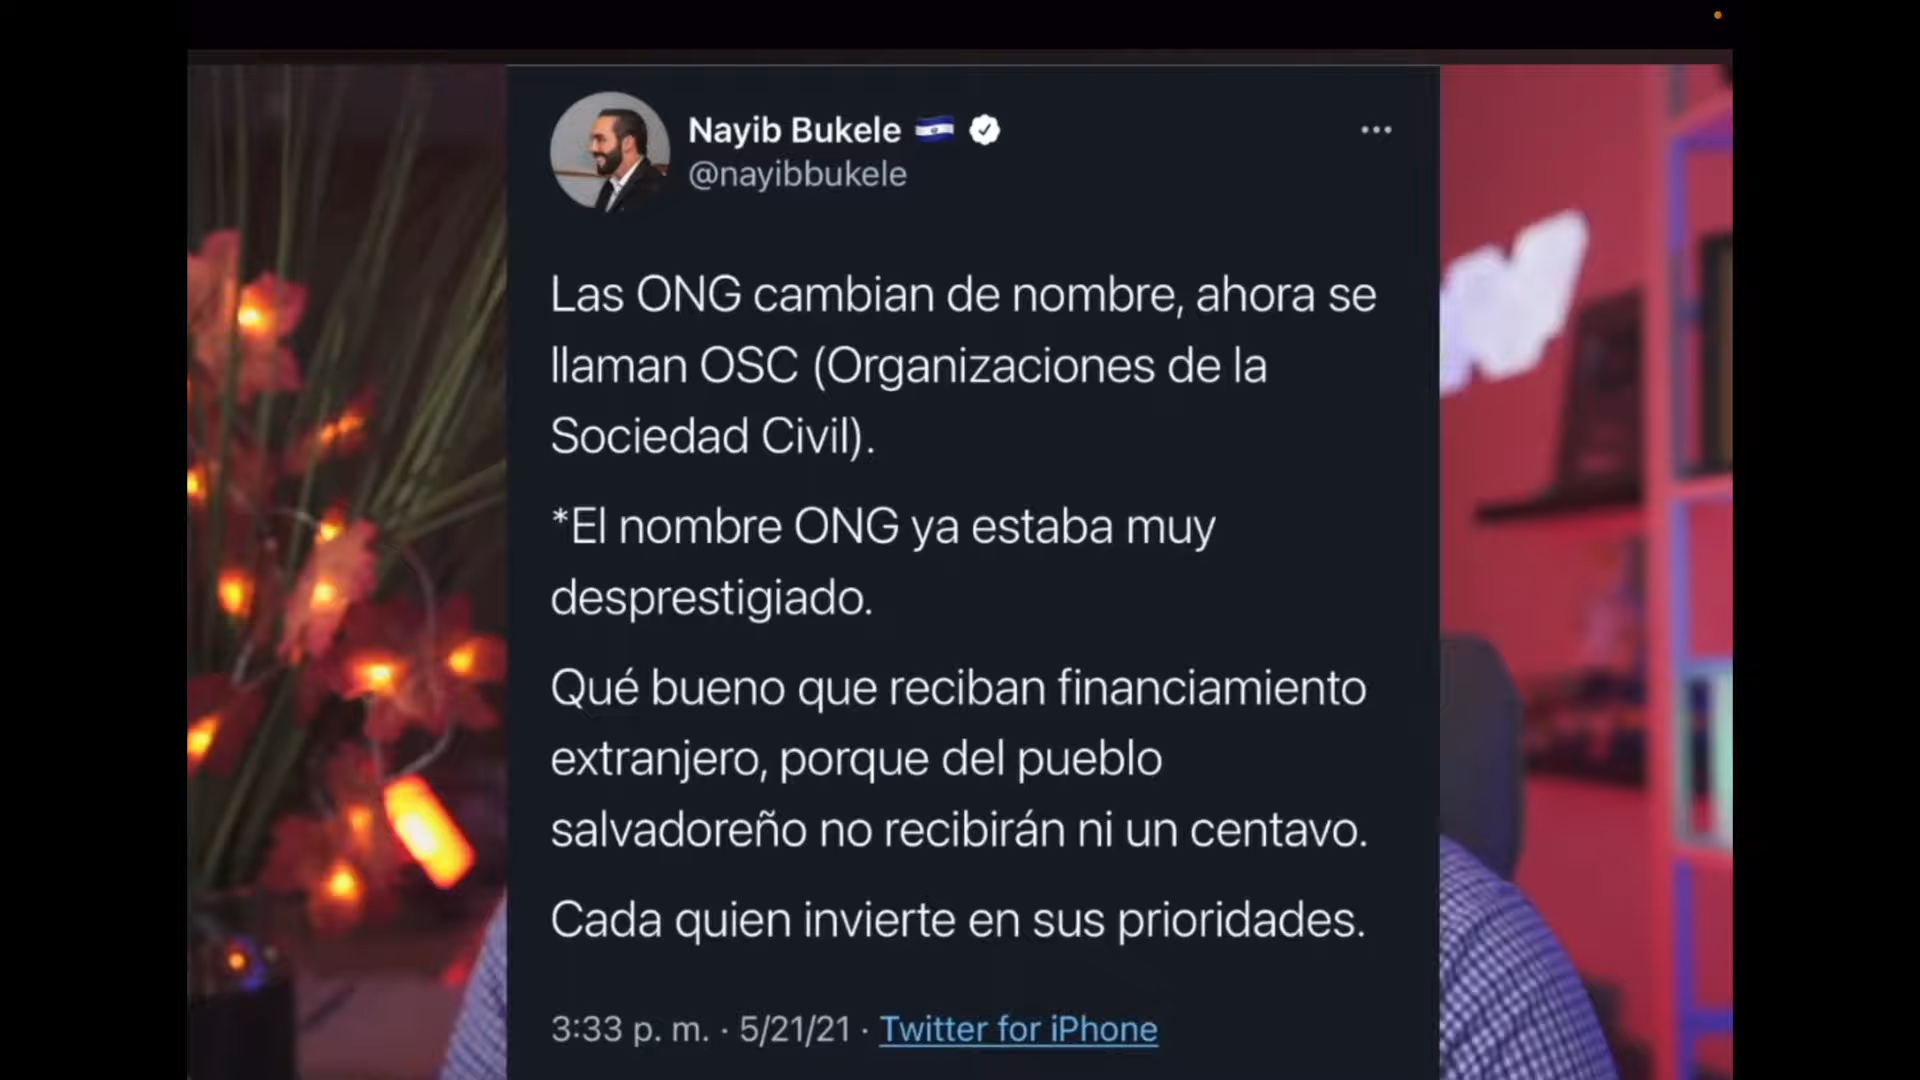 Nayib Bukele
@nayibbukele
Las ONG cambian de nombre, ahora se
llaman OSC (Organizaciones de la
Sociedad Civil).
*El nombre ONG ya estaba muy
desprestigiado.
Qué bueno que reciban financiamiento
extranjero, porque del pueblo
salvadoreño no recibirán ni un centavo.
Cada quien invierte en sus prioridades.
3:33 p. m. · 5/21/21 · Twitter for iPhone